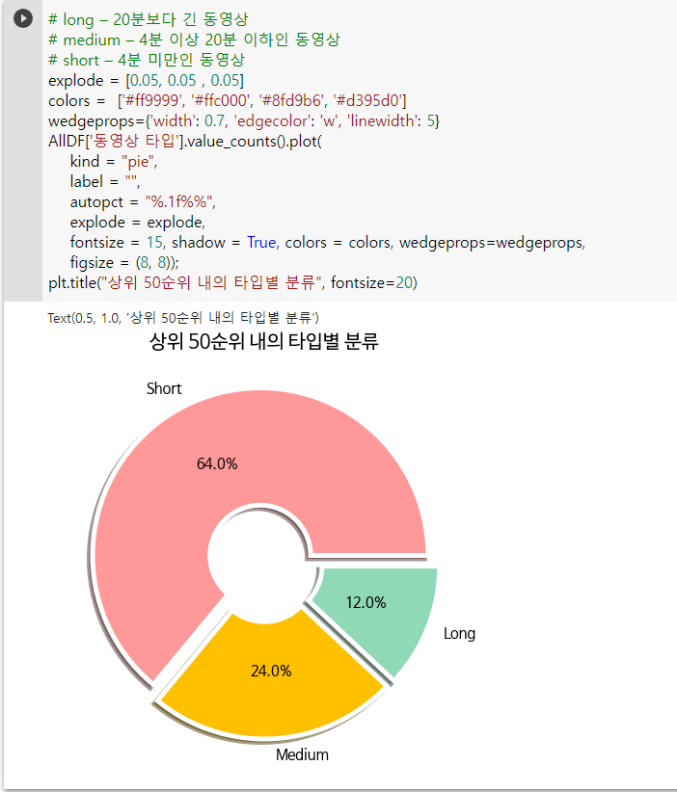 # long – 20분보다 긴 동영상
# medium – 4분 이상 20분 이하인 동영상
# short – 4분 미만인 동영상
explode = [0.05, 0.05 , 0.05]
colors =  ['#ff9999', '#ffc000', '#8fd9b6', '#d395d0']
wedgeprops={'width': 0.7, 'edgecolor': 'w', 'linewidth': 5}
AllDF['동영상 타입'].value_counts().plot(
    kind = "pie",
    label = "",
    autopct = "%.1f%%",
    explode = explode,
    fontsize = 15, shadow = True, colors = colors, wedgeprops=wedgeprops,
    figsize = (8, 8));
plt.title("상위 50순위 내의 타입별 분류", fontsize=20)
Text(0.5, 1.0, '상위 50순위 내의 타입별 분류')
상위 50순위 내의 타입별 분류
Short
64.0%
12.0%
Long
24.0%
Medium